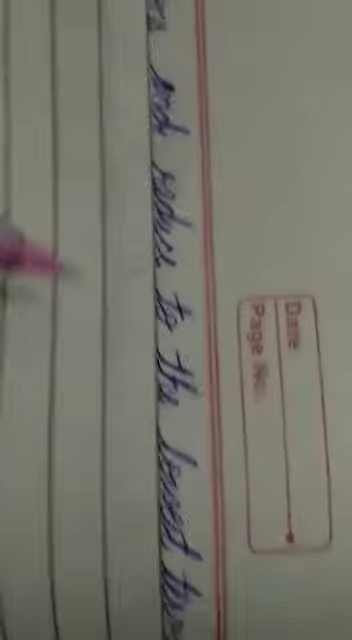 Date
Page No.
and reduce to the lowest